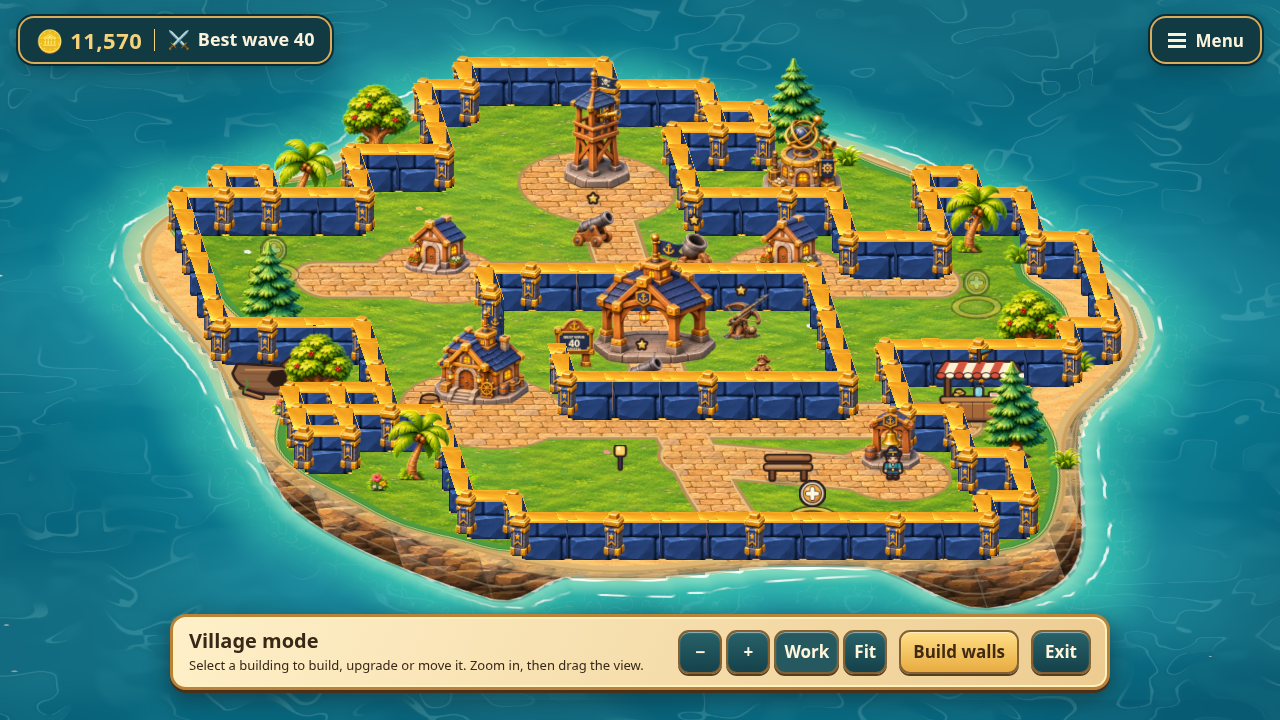 11,570
Best wave 40
Menu
40
Village mode
Select a building to build, upgrade or move it. Zoom in, then drag the view.
−
+
Work
Fit
Build walls
Exit